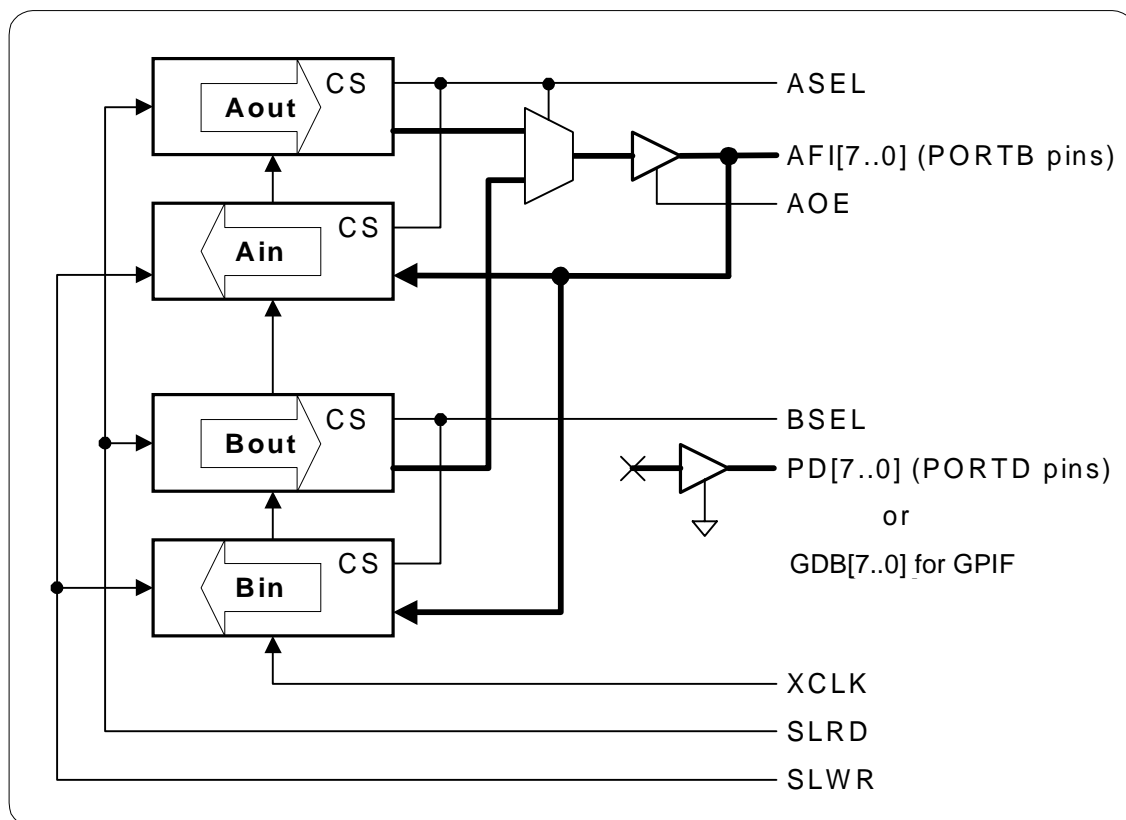 CS
Aout
ASEL
AFI[7..0] (PORTB pins)
AOE
CS
Ain
CS
Bout
BSEL
PD[7..0] (PORTD pins)
or
GDB[7..0] for GPIF
CS
Bin
XCLK
SLRD
SLWR